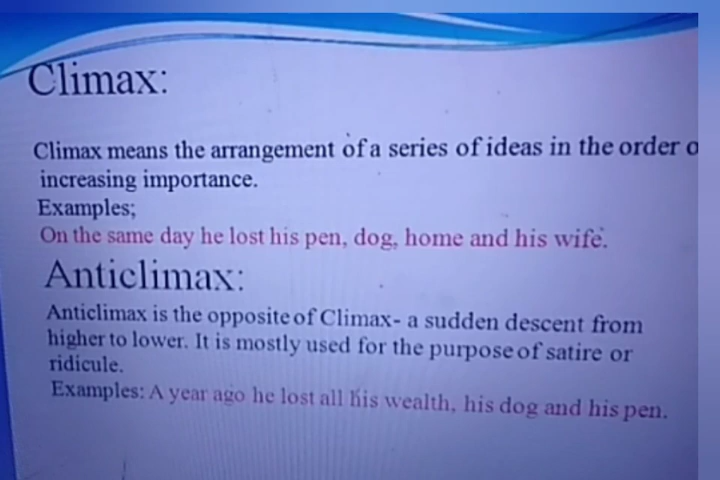 Climax:
Climax means the arrangement of a series of ideas in the order o
increasing importance.
Examples;
On the same day he lost his pen, dog, home and his wife.
Anticlimax:
Anticlimax is the opposite of Climax- a sudden descent from
higher to lower. It is mostly used for the purpose of satire or
ridicule.
Examples: A year ago he lost all his wealth, his dog and his pen.